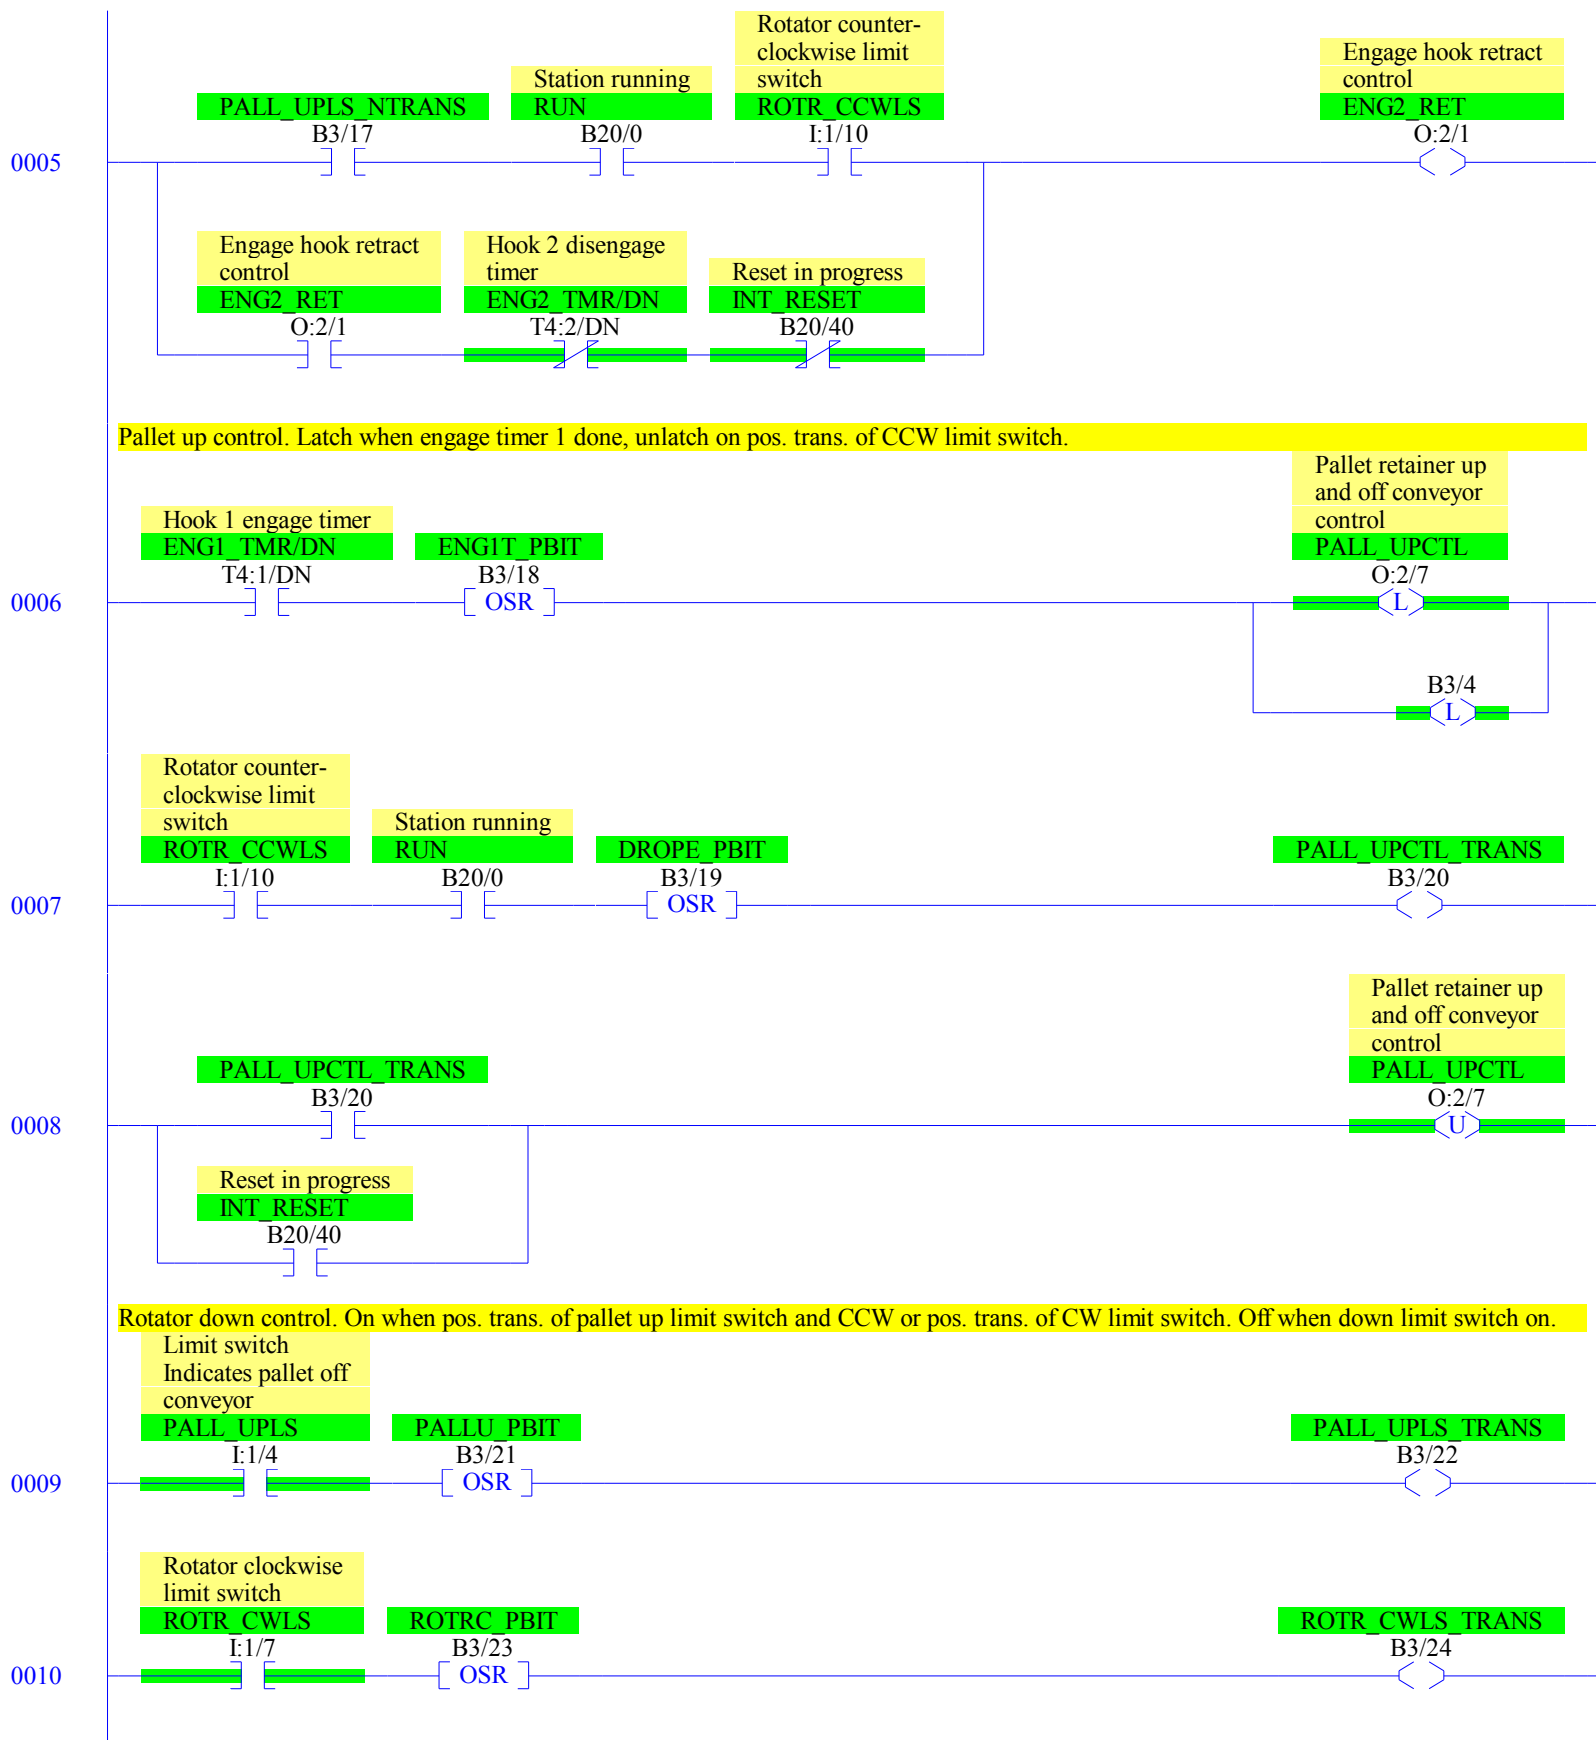 Rotator counter-
clockwise limit
switch
ROTR_CCWLS
I:1/10
Station running
RUN
B20/0
PALL_UPLS_NTRANS
B3/17
Engage hook retract
control
ENG2_RET
O:2/1
0005
Engage hook retract
control
ENG2_RET
O:2/1
Hook 2 disengage
timer
ENG2_TMR/DN
T4:2/DN
Reset in progress
INT_RESET
B20/40
Pallet up control. Latch when engage timer 1 done, unlatch on pos. trans. of CCW limit switch.
Hook 1 engage timer
ENG1_TMR/DN
T4:1/DN
ENG1T_PBIT
B3/18
OSR
Pallet retainer up
and off conveyor
control
PALL_UPCTL
O:2/7
L
0006
B3/4
L
Rotator counter-
clockwise limit
switch
ROTR_CCWLS
I:1/10
Station running
RUN
B20/0
DROPE_PBIT
B3/19
OSR
PALL_UPCTL_TRANS
B3/20
0007
PALL_UPCTL_TRANS
B3/20
Pallet retainer up
and off conveyor
control
PALL_UPCTL
O:2/7
U
0008
Reset in progress
INT_RESET
B20/40
Rotator down control. On when pos. trans. of pallet up limit switch and CCW or pos. trans. of CW limit switch. Off when down limit switch on.
Limit switch
Indicates pallet off
conveyor
PALL_UPLS
I:1/4
PALLU_PBIT
B3/21
OSR
PALL_UPLS_TRANS
B3/22
0009
Rotator clockwise
limit switch
ROTR_CWLS
I:1/7
ROTRC_PBIT
B3/23
OSR
ROTR_CWLS_TRANS
B3/24
0010